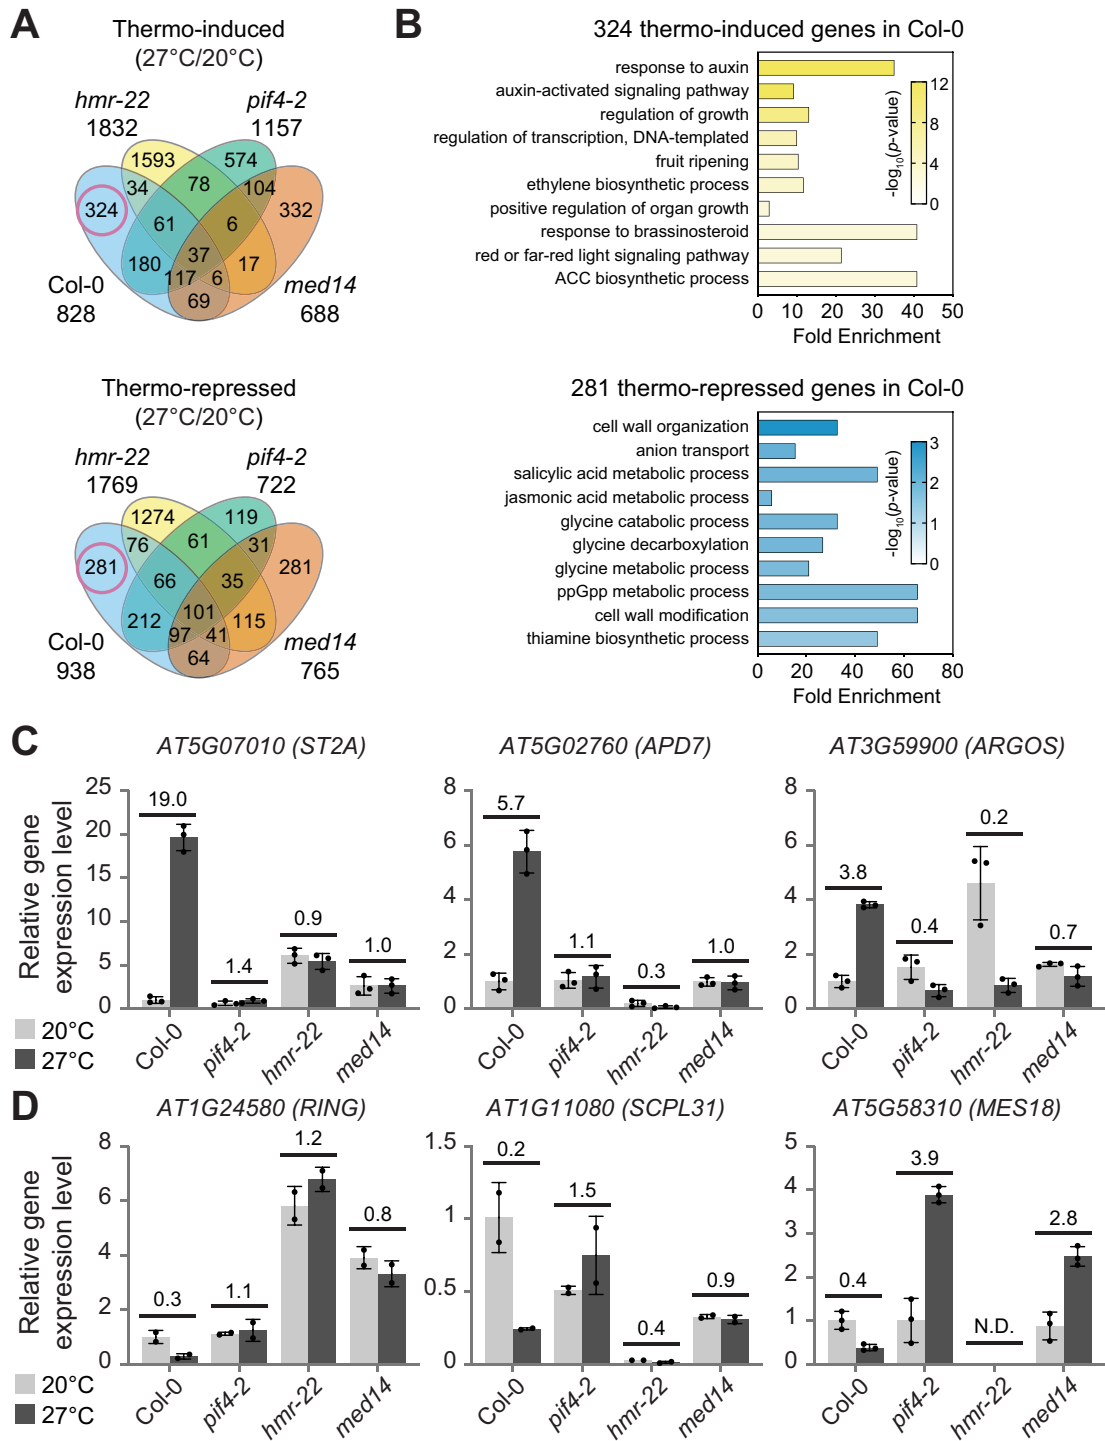 A
Thermo-induced
(27°C/20°C)
hmr-22
1832
pif4-2
1157
1593
574
34
78
104
324
332
61
6
37
180
117
6
17
69
Col-0
828
med14
688
Thermo-repressed
(27°C/20°C)
hmr-22
1769
pif4-2
722
1274
119
76
61
31
281
281
66
35
101
212
97
41
115
64
Col-0
938
med14
765
B
324 thermo-induced genes in Col-0
response to auxin
auxin-activated signaling pathway
regulation of growth
regulation of transcription, DNA-templated
fruit ripening
ethylene biosynthetic process
positive regulation of organ growth
response to brassinosteroid
red or far-red light signaling pathway
ACC biosynthetic process
-log10(p-value)
12
8
4
0
0 10 20 30 40 50
Fold Enrichment
281 thermo-repressed genes in Col-0
cell wall organization
anion transport
salicylic acid metabolic process
jasmonic acid metabolic process
glycine catabolic process
glycine decarboxylation
glycine metabolic process
ppGpp metabolic process
cell wall modification
thiamine biosynthetic process
-log10(p-value)
3
2
1
0
0 20 40 60 80
Fold Enrichment
C
AT5G07010 (ST2A)
Relative gene
expression level
25
20
15
10
5
0
19.0
1.4
0.9
1.0
Col-0 pif4-2 hmr-22 med14
AT5G02760 (APD7)
8
6
4
2
0
5.7
1.1
0.3
1.0
Col-0 pif4-2 hmr-22 med14
AT3G59900 (ARGOS)
8
6
4
2
0
3.8
0.4
0.2
0.7
Col-0 pif4-2 hmr-22 med14
20°C
27°C
D
AT1G24580 (RING)
Relative gene
expression level
8
6
4
2
0
0.3
1.1
1.2
0.8
Col-0 pif4-2 hmr-22 med14
AT1G11080 (SCPL31)
1.5
1
0.5
0
0.2
1.5
0.4
0.9
Col-0 pif4-2 hmr-22 med14
AT5G58310 (MES18)
5
4
3
2
1
0
0.4
3.9
N.D.
2.8
Col-0 pif4-2 hmr-22 med14
20°C
27°C